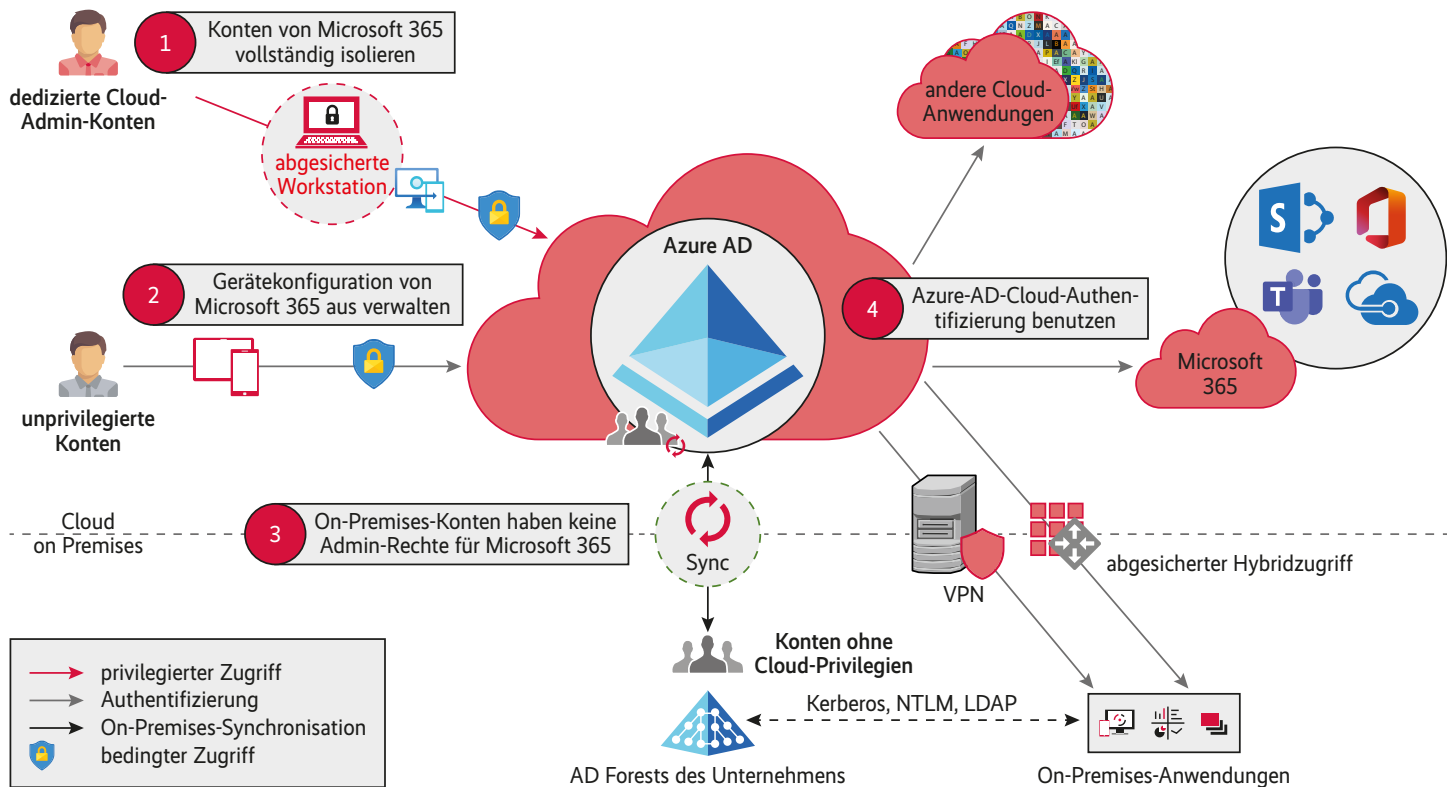 1
Konten von Microsoft 365
vollständig isolieren
dedizierte Cloud-
Admin-Konten
abgesicherte
Workstation
andere Cloud-
Anwendungen
Azure AD
2
Gerätekonfiguration von
Microsoft 365 aus verwalten
4
Azure-AD-Cloud-Authen-
tifizierung benutzen
S
T
Microsoft
365
unprivilegierte
Konten
Cloud
on Premises
3
On-Premises-Konten haben keine
Admin-Rechte für Microsoft 365
Sync
VPN
abgesicherter Hybridzugriff
Konten ohne
Cloud-Privilegien
privilegierter Zugriff
Authentifizierung
On-Premises-Synchronisation
bedingter Zugriff
Kerberos, NTLM, LDAP
AD Forests des Unternehmens
On-Premises-Anwendungen